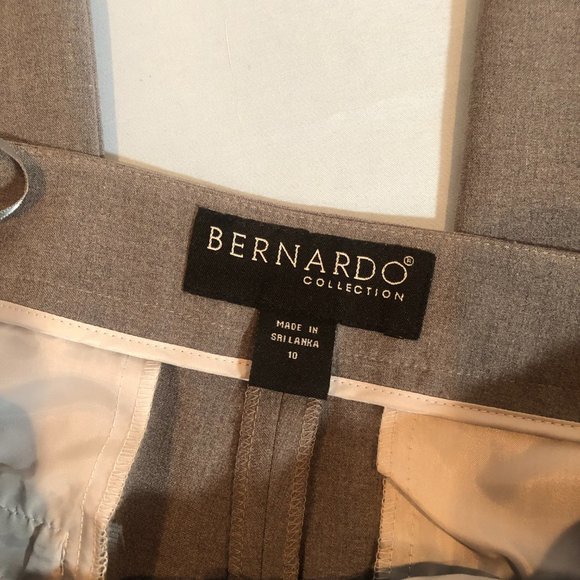 BERNARDO®
COLLECTION
MADE IN
SRI LANKA
10